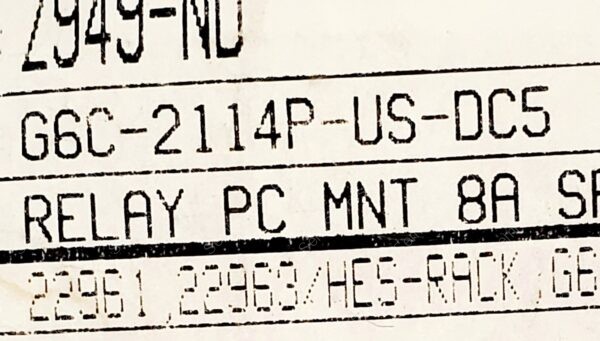 Z949-ND
G6C-2114P-US-DC5
RELAY PC MNT 8A
22961 22963/HES-RACK